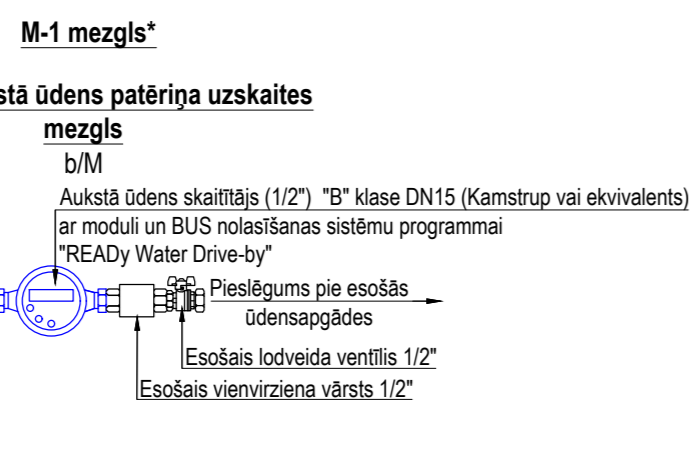 M-1 mezgls*
stā ūdens patēriņa uzskaites
mezgls
b/M
Aukstā ūdens skaitītājs (1/2") "B" klase DN15 (Kamstrup vai ekvivalents)
ar moduli un BUS nolasīšanas sistēmu programmai
"READy Water Drive-by"
Pieslēgums pie esošās
ūdensapgādes
Esošais lodveida ventīlis 1/2"
Esošais vienvirziena vārsts 1/2"